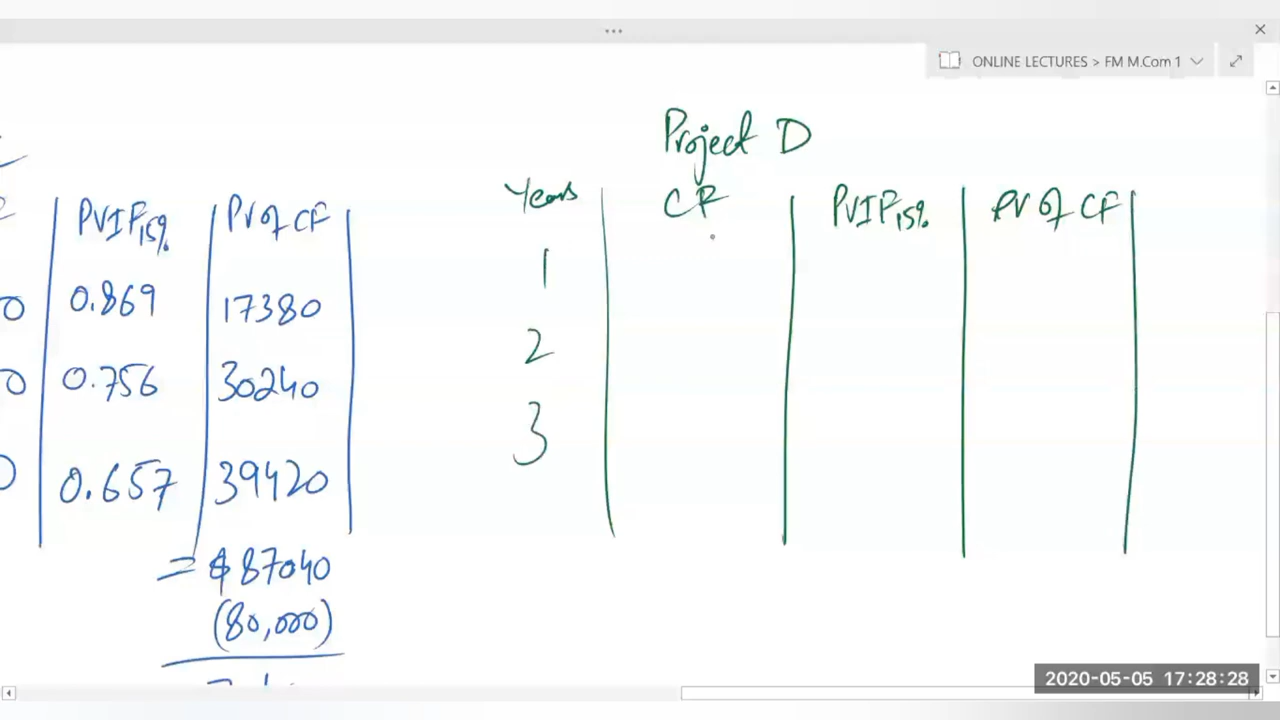 ONLINE LECTURES > FM M.Com 1
Project D
PVIF15% PV of CF
0.869 17380
0.756 30240
0.657 39420
= $87040
(80,000)
Years CF PVIF15% PV of CF
1
2
3
2020-05-05 17:28:28